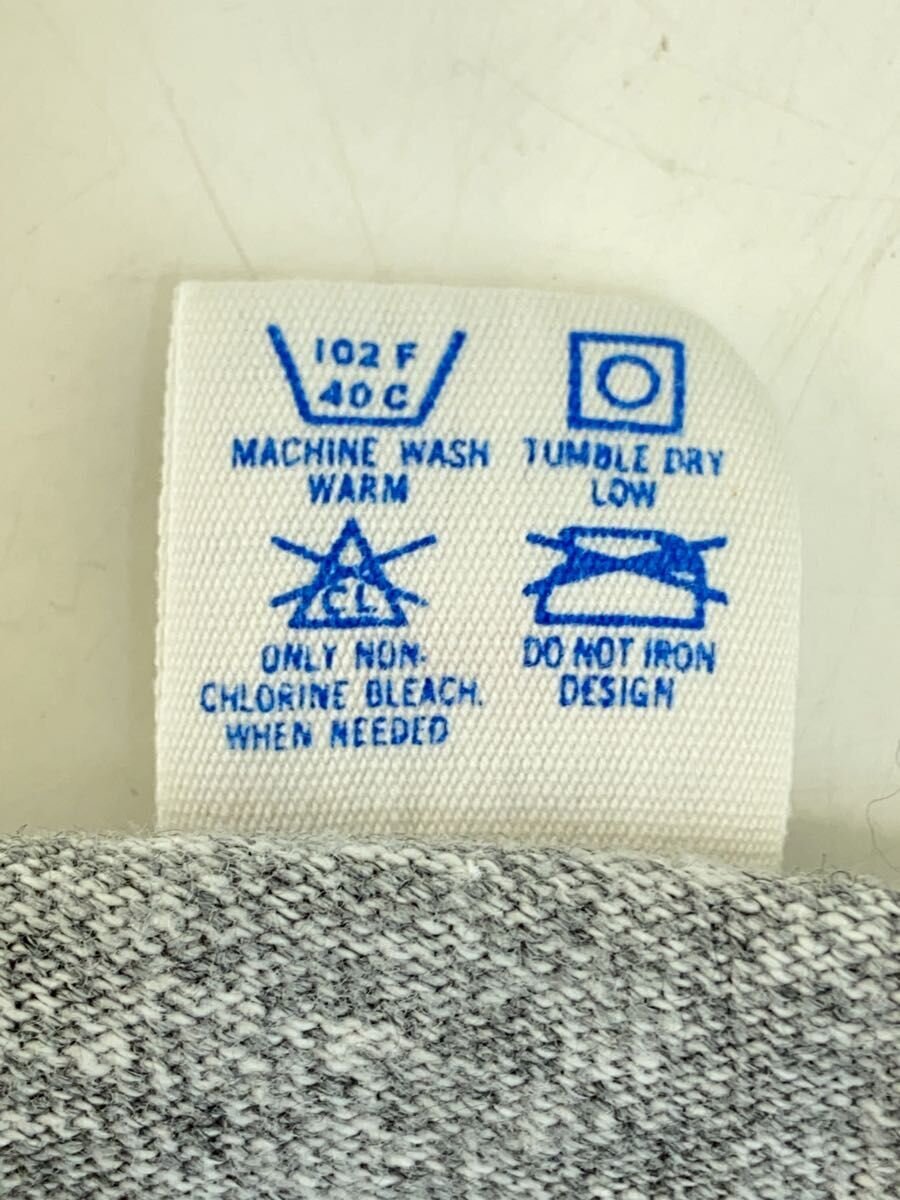 102 F
40 C
MACHINE WASH
WARM
TUMBLE DRY
LOW
CL
ONLY NON-
CHLORINE BLEACH.
WHEN NEEDED
DO NOT IRON
DESIGN